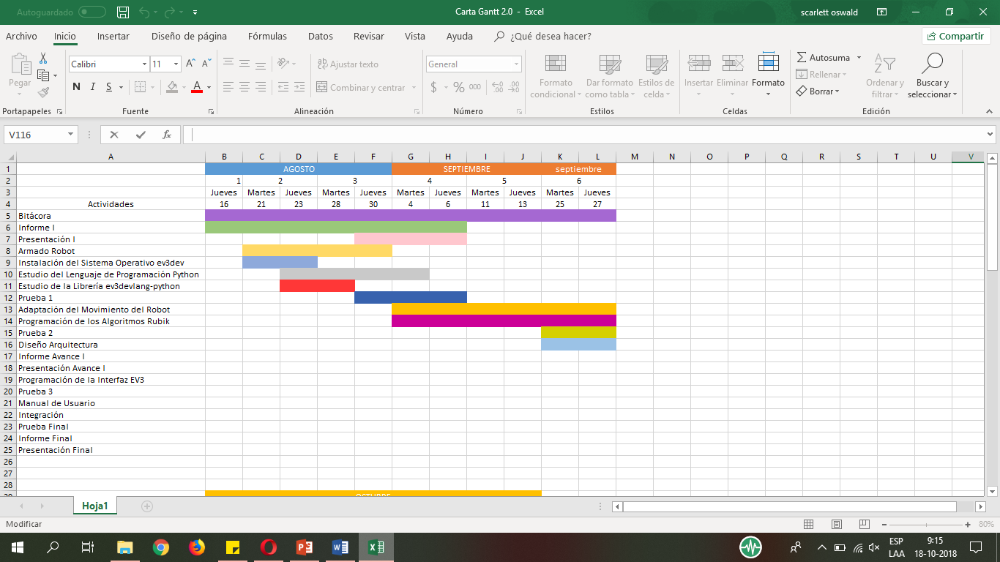 Autoguardado
Carta Gantt 2.0 - Excel
scarlett oswald
Archivo Inicio Insertar Diseño de página Fórmulas Datos Revisar Vista Ayuda ¿Qué desea hacer? Compartir
Pegar
Calibri 11
N K S
Ajustar texto
Combinar y centrar
General
$ % 000
Formato condicional
Dar formato como tabla
Estilos de celda
Insertar Eliminar Formato
Autosuma
Rellenar
Borrar
Ordenar y filtrar
Buscar y seleccionar
Portapapeles Fuente Alineación Número Estilos Celdas Edición
V116 fx
A B C D E F G H I J K L M N O P Q R S T U V
1 AGOSTO SEPTIEMBRE septiembre
2 1 2 3 4 5 6
3 Jueves Martes Jueves Martes Jueves Martes Jueves Martes Jueves Martes Jueves
4 Actividades 16 21 23 28 30 4 6 11 13 25 27
5 Bitácora
6 Informe I
7 Presentación I
8 Armado Robot
9 Instalación del Sistema Operativo ev3dev
10 Estudio del Lenguaje de Programación Python
11 Estudio de la Librería ev3devlang-python
12 Prueba 1
13 Adaptación del Movimiento del Robot
14 Programación de los Algoritmos Rubik
15 Prueba 2
16 Diseño Arquitectura
17 Informe Avance I
18 Presentación Avance I
19 Programación de la Interfaz EV3
20 Prueba 3
21 Manual de Usuario
22 Integración
23 Prueba Final
24 Informe Final
25 Presentación Final
26
27
28
29 OCTUBRE
Hoja1
Modificar
80%
ESP
LAA
9:15
18-10-2018